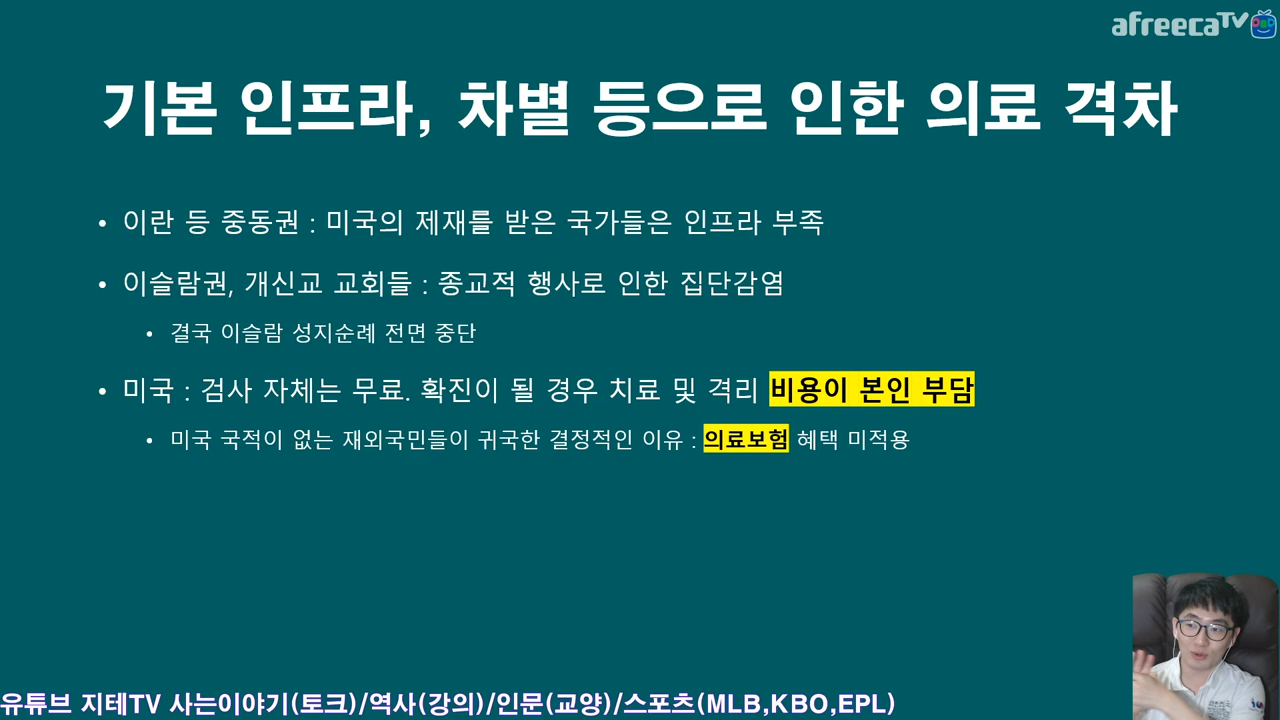 afreecaTV
기본 인프라, 차별 등으로 인한 의료 격차
• 이란 등 중동권 : 미국의 제재를 받은 국가들은 인프라 부족
• 이슬람권, 개신교 교회들 : 종교적 행사로 인한 집단감염
• 결국 이슬람 성지순례 전면 중단
• 미국 : 검사 자체는 무료. 확진이 될 경우 치료 및 격리 비용이 본인 부담
• 미국 국적이 없는 재외국민들이 귀국한 결정적인 이유 : 의료보험 혜택 미적용
유튜브 지테TV 사는이야기(토크)/역사(강의)/인문(교양)/스포츠(MLB,KBO,EPL)